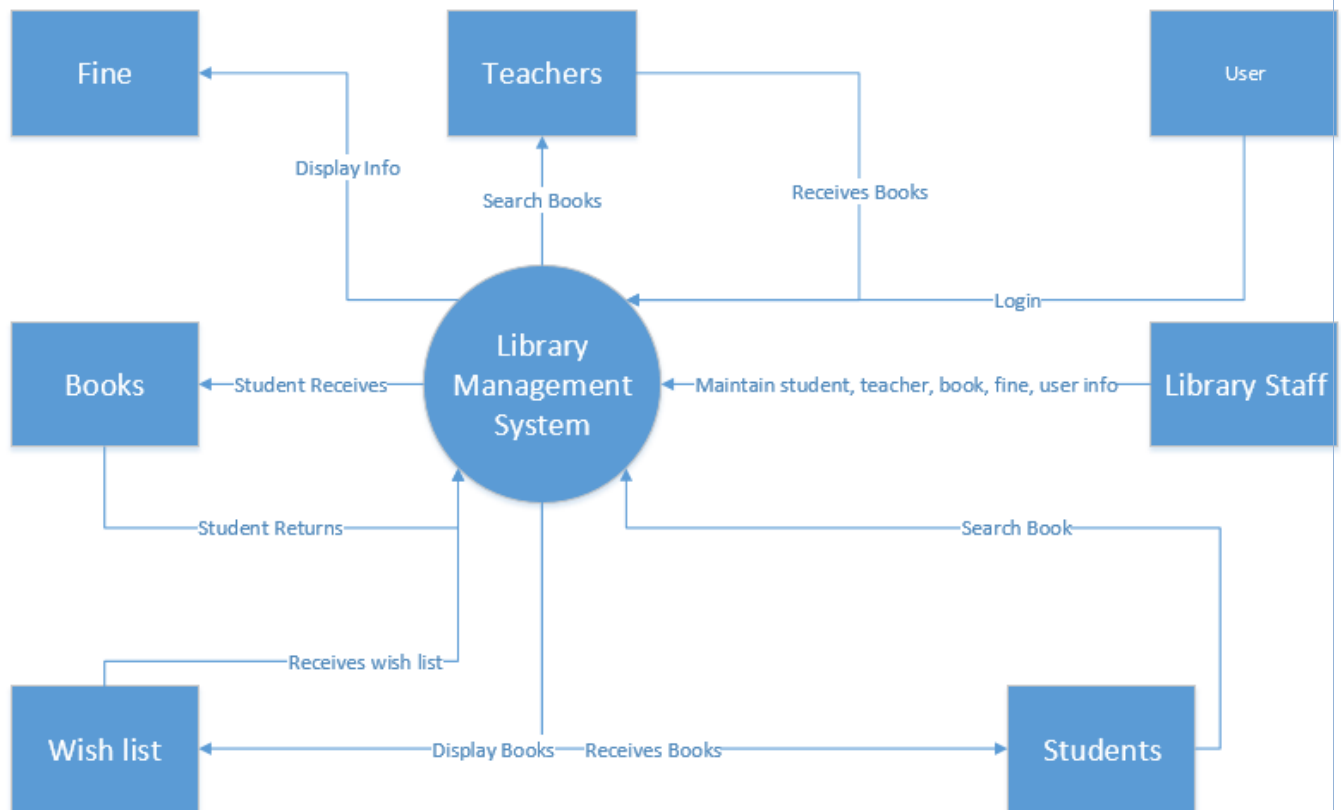 Fine
Teachers
User
Display Info
Search Books
Receives Books
Login
Library
Management
System
Books
Student Receives
Maintain student, teacher, book, fine, user info
Library Staff
Student Returns
Search Book
Receives wish list
Wish list
Display Books
Receives Books
Students